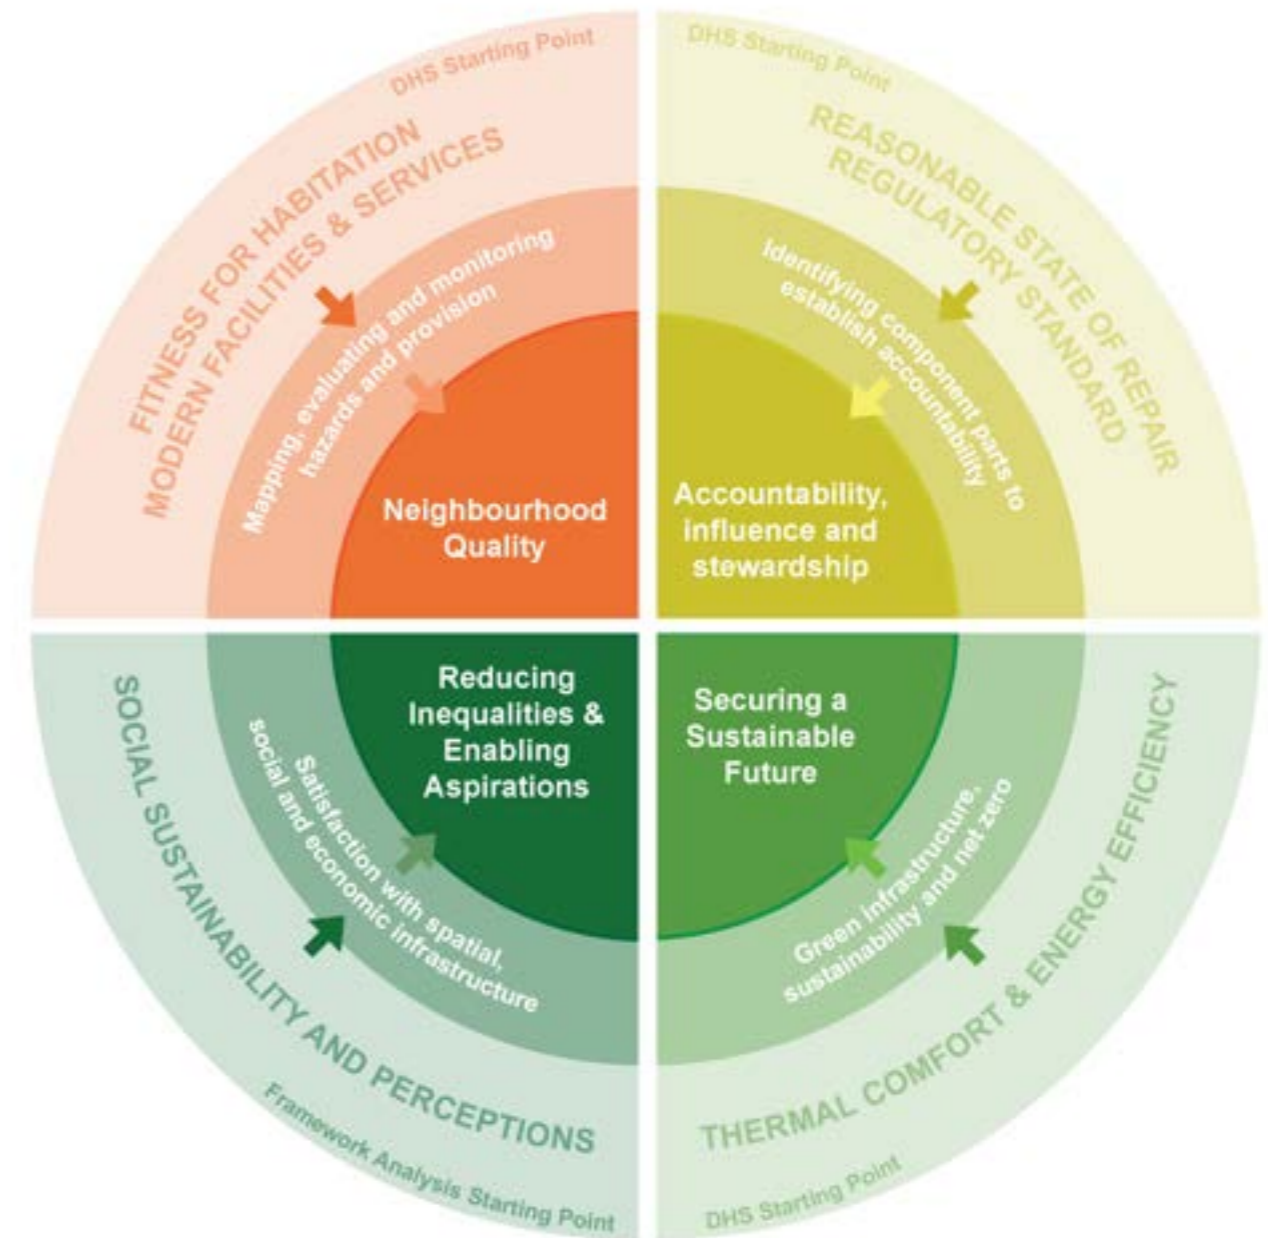 DHS Starting Point
FITNESS FOR HABITATION
MODERN FACILITIES & SERVICES
Mapping, evaluating and monitoring
hazards and provision
Neighbourhood
Quality
DHS Starting Point
REASONABLE STATE OF REPAIR
REGULATORY STANDARD
Identifying component parts to
establish accountability
Accountability,
influence and
stewardship
Reducing
Inequalities &
Enabling
Aspirations
Satisfaction with spatial,
social and economic infrastructure
SOCIAL SUSTAINABILITY AND PERCEPTIONS
Framework Analysis Starting Point
Securing a
Sustainable
Future
Green infrastructure,
sustainability and net zero
THERMAL COMFORT & ENERGY EFFICIENCY
DHS Starting Point